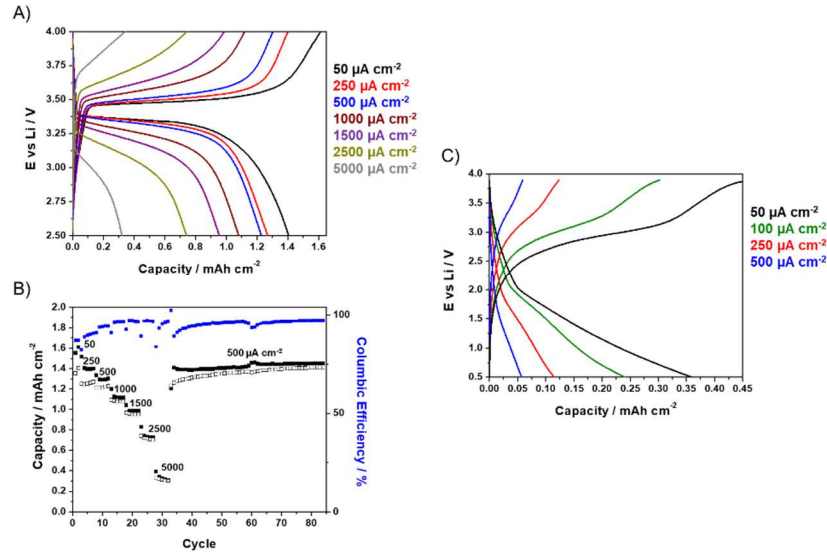 A)
4.00
3.75
3.50
3.25
3.00
2.75
2.50
E vs Li / V
0.0 0.2 0.4 0.6 0.8 1.0 1.2 1.4 1.6
Capacity / mAh cm⁻²
50 µA cm⁻²
250 µA cm⁻²
500 µA cm⁻²
1000 µA cm⁻²
1500 µA cm⁻²
2500 µA cm⁻²
5000 µA cm⁻²
B)
2.0
1.8
1.6
1.4
1.2
1.0
0.8
0.6
0.4
0.2
0.0
Capacity / mAh cm⁻²
50
250
500
1000
1500
2500
5000
500 µA cm⁻²
100
50
0
Columbic Efficiency / %
0 10 20 30 40 50 60 70 80
Cycle
C)
4.0
3.5
3.0
2.5
2.0
1.5
1.0
0.5
E vs Li / V
0.00 0.05 0.10 0.15 0.20 0.25 0.30 0.35 0.40 0.45
Capacity / mAh cm⁻²
50 µA cm⁻²
100 µA cm⁻²
250 µA cm⁻²
500 µA cm⁻²